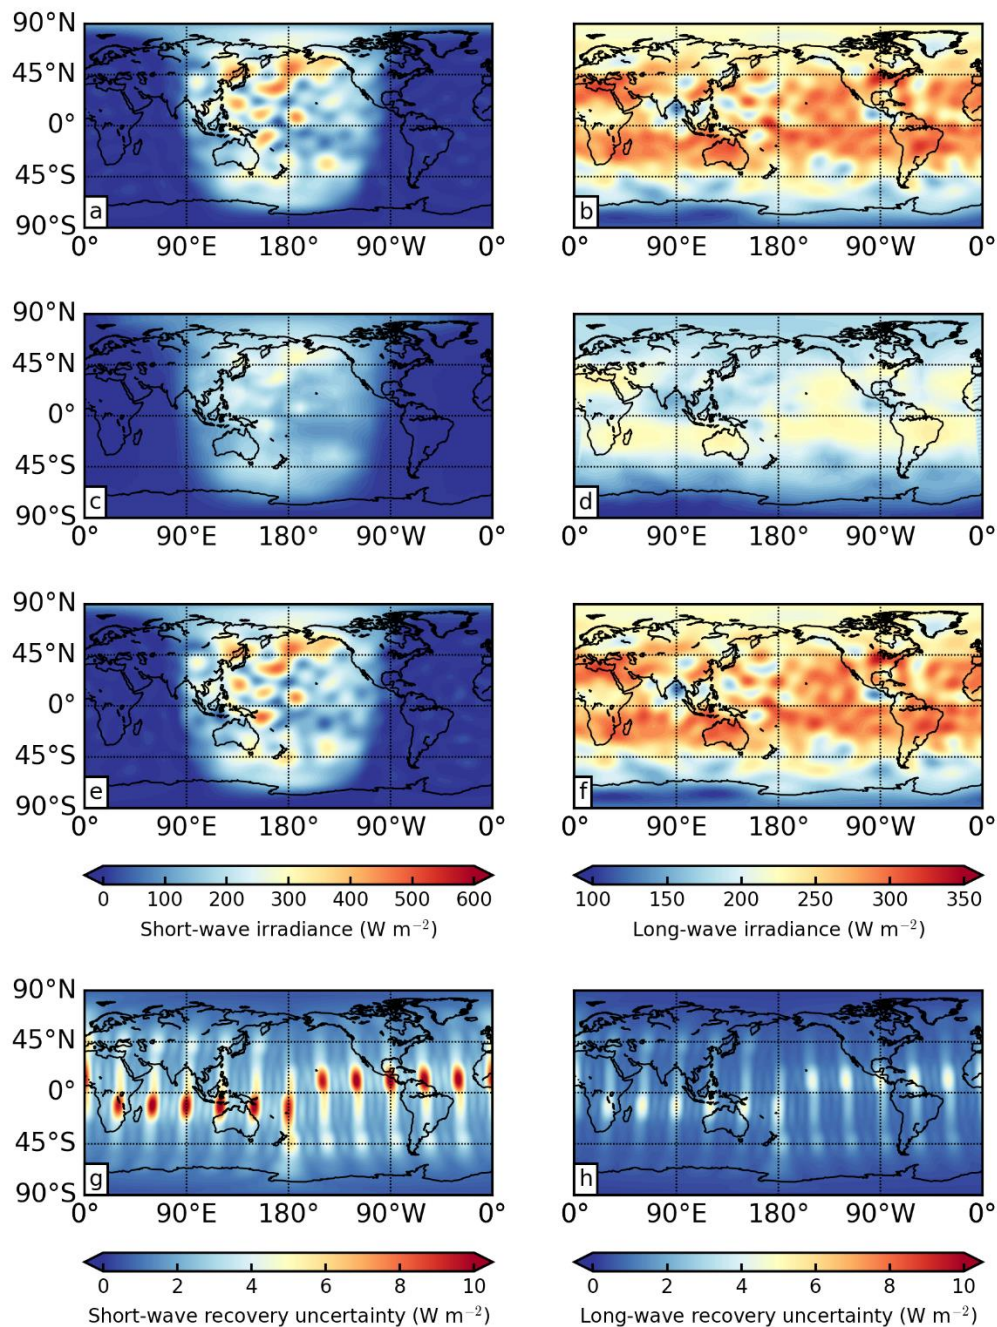 90°N
45°N
0°
45°S
90°S
a
0° 90°E 180° 90°W 0°
b
0° 90°E 180° 90°W 0°
90°N
45°N
0°
45°S
90°S
c
0° 90°E 180° 90°W 0°
d
0° 90°E 180° 90°W 0°
90°N
45°N
0°
45°S
90°S
e
0° 90°E 180° 90°W 0°
f
0° 90°E 180° 90°W 0°
0 100 200 300 400 500 600
Short-wave irradiance (W m⁻²)
100 150 200 250 300 350
Long-wave irradiance (W m⁻²)
90°N
45°N
0°
45°S
90°S
g
0° 90°E 180° 90°W 0°
h
0° 90°E 180° 90°W 0°
0 2 4 6 8 10
Short-wave recovery uncertainty (W m⁻²)
0 2 4 6 8 10
Long-wave recovery uncertainty (W m⁻²)